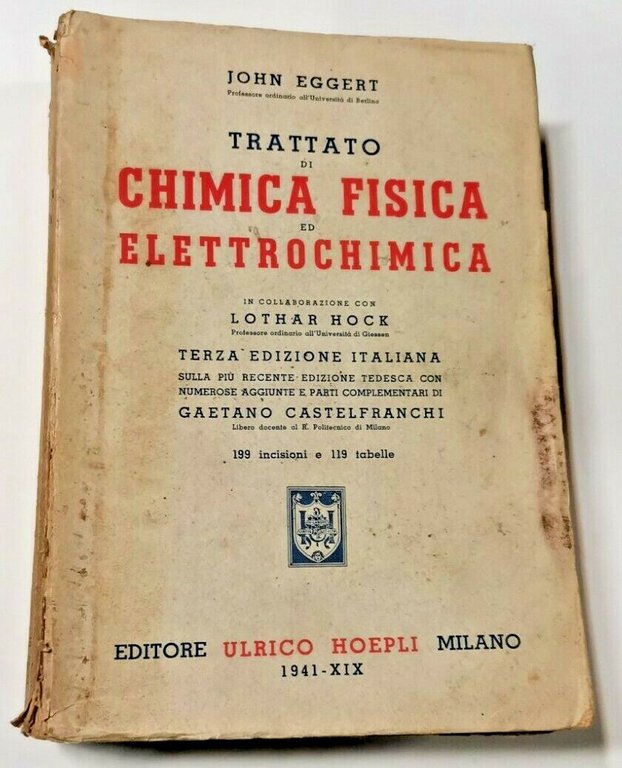 JOHN EGGERT
Professore ordinario all'Università di Berlino
TRATTATO
DI
CHIMICA FISICA
ED
ELETTROCHIMICA
IN COLLABORAZIONE CON
LOTHAR HOCK
Professore ordinario all'Università di Giessen
TERZA EDIZIONE ITALIANA
SULLA PIÙ RECENTE EDIZIONE TEDESCA CON
NUMEROSE AGGIUNTE E PARTI COMPLEMENTARI DI
GAETANO CASTELFRANCHI
Libero docente al R. Politecnico di Milano
199 incisioni e 119 tabelle
EDITORE ULRICO HOEPLI MILANO
1941-XIX